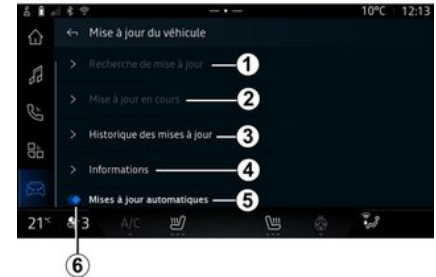 10°C 12:13
Mise à jour du véhicule
Recherche de mise à jour 1
Mise à jour en cours 2
Historique des mises à jour 3
Informations 4
Mises à jour automatiques 5
21°C 3 A/C
6